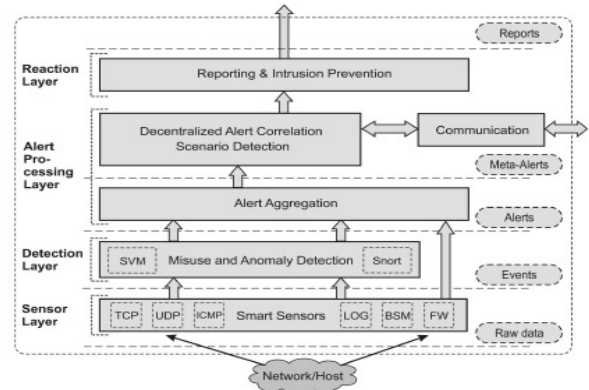 Reports
Reaction
Layer
Reporting & Intrusion Prevention
Alert
Pro-
cessing
Layer
Decentralized Alert Correlation
Scenario Detection
Communication
Meta-Alerts
Alert Aggregation
Alerts
Detection
Layer
SVM Misuse and Anomaly Detection Snort
Events
Sensor
Layer
TCP UDP ICMP Smart Sensors LOG BSM FW
Raw data
Network/Host